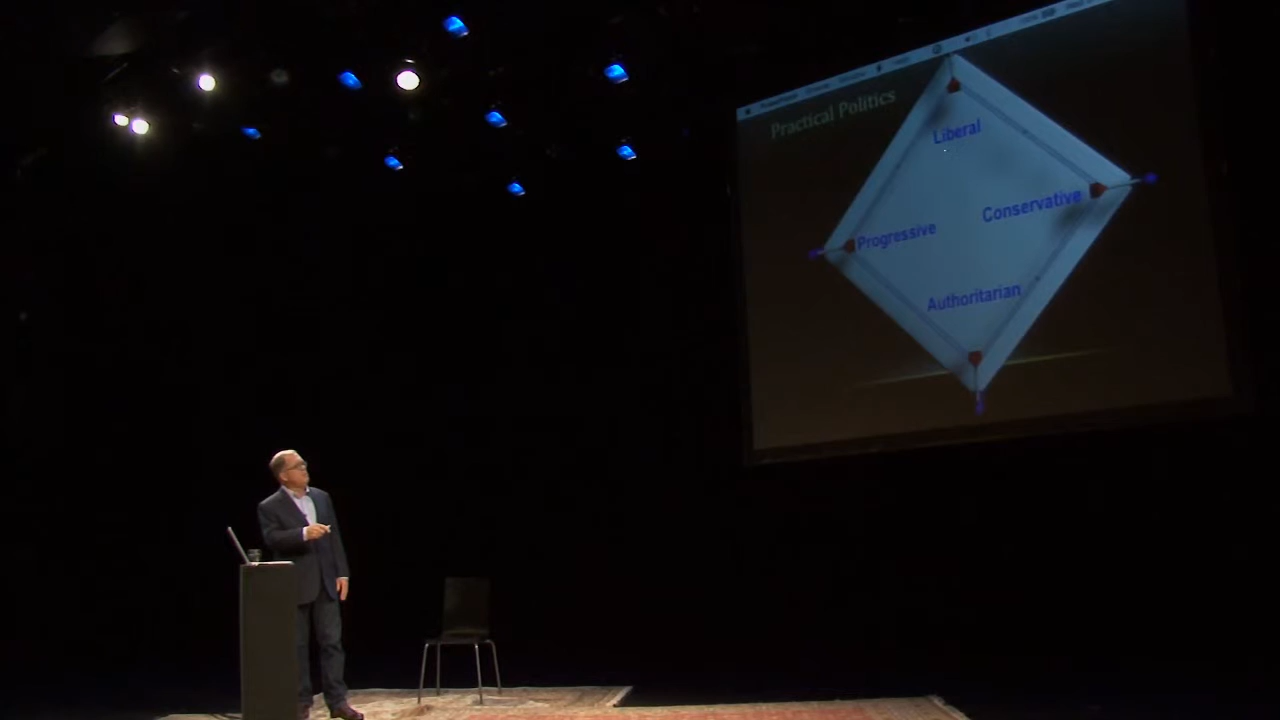 Practical Politics
Liberal
Conservative
Progressive
Authoritarian